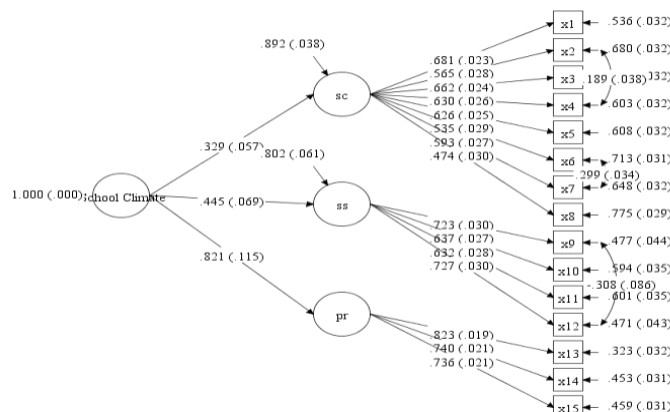 x1 .536 (.032)
.892 (.038)
x2 .680 (.032)
.681 (.023)
.565 (.028)
x3 .189 (.038)
sc
.662 (.024)
.630 (.026)
x4 .603 (.032)
.626 (.025)
x5 .608 (.032)
.535 (.029)
.329 (.057)
.593 (.027)
x6 .713 (.031)
.802 (.061)
.474 (.030)
.299 (.034)
x7 .648 (.032)
1.000 (.000) chool Climate
.445 (.069)
ss
x8 .775 (.029)
.723 (.030)
x9 .477 (.044)
.637 (.027)
.821 (.115)
.632 (.028)
x10 .594 (.035)
.727 (.030)
-.308 (.086)
x11 .601 (.035)
pr
x12 .471 (.043)
.823 (.019)
x13 .323 (.032)
.740 (.021)
.736 (.021)
x14 .453 (.031)
x15 .459 (.031)